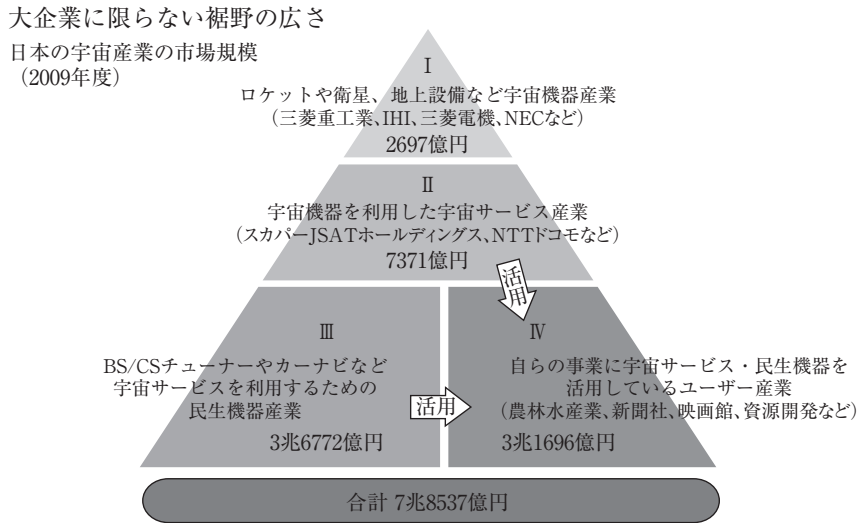 大企業に限らない裾野の広さ
日本の宇宙産業の市場規模
（2009年度）
Ⅰ
ロケットや衛星、地上設備など宇宙機器産業
（三菱重工業、IHI、三菱電機、NECなど）
2697億円
Ⅱ
宇宙機器を利用した宇宙サービス産業
（スカパーJSATホールディングス、NTTドコモなど）
7371億円
活用
Ⅲ
BS/CSチューナーやカーナビなど
宇宙サービスを利用するための
民生機器産業
3兆6772億円
活用
Ⅳ
自らの事業に宇宙サービス・民生機器を
活用しているユーザー産業
（農林水産業、新聞社、映画館、資源開発など）
3兆1696億円
合計 7兆8537億円